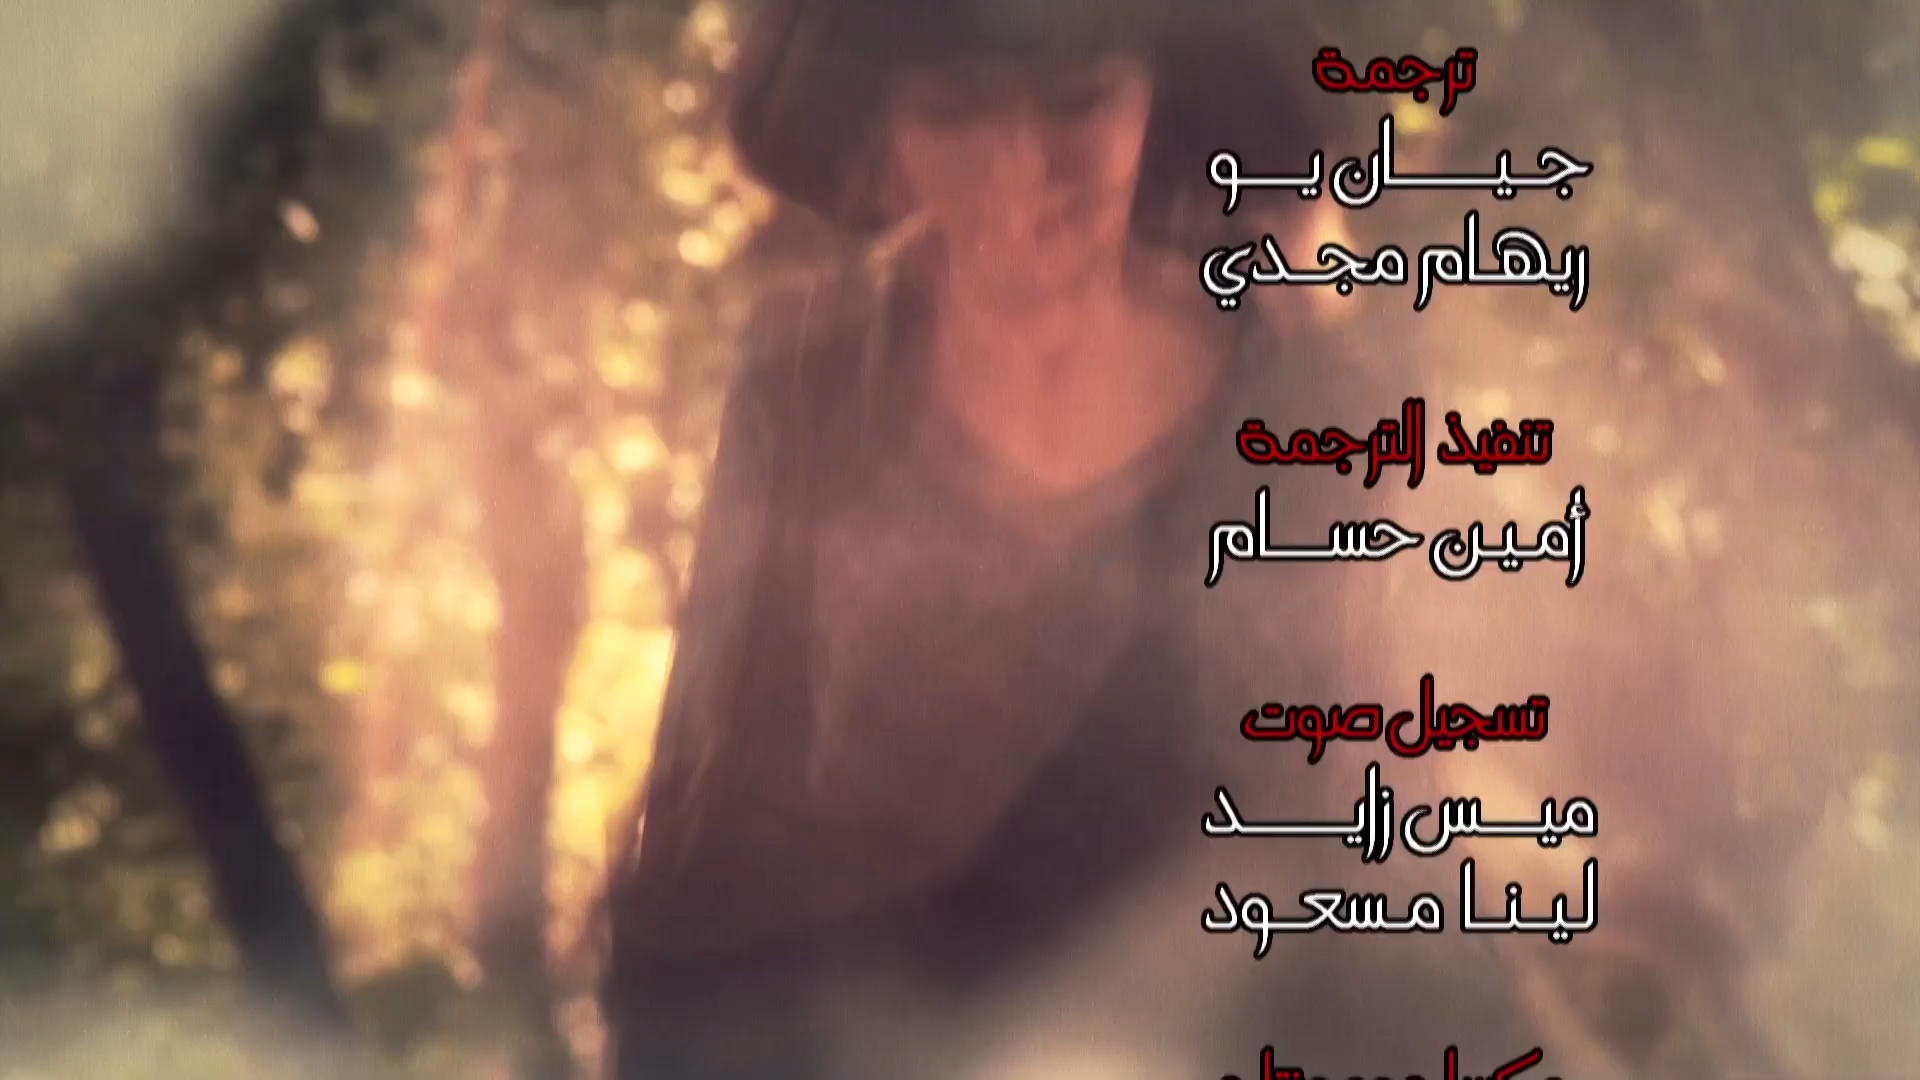 ترجمة
جيان يو
ريهام مجدي
تنفيذ الترجمة
أمين حسام
تسجيل صوت
ميس زايد
لينا مسعود